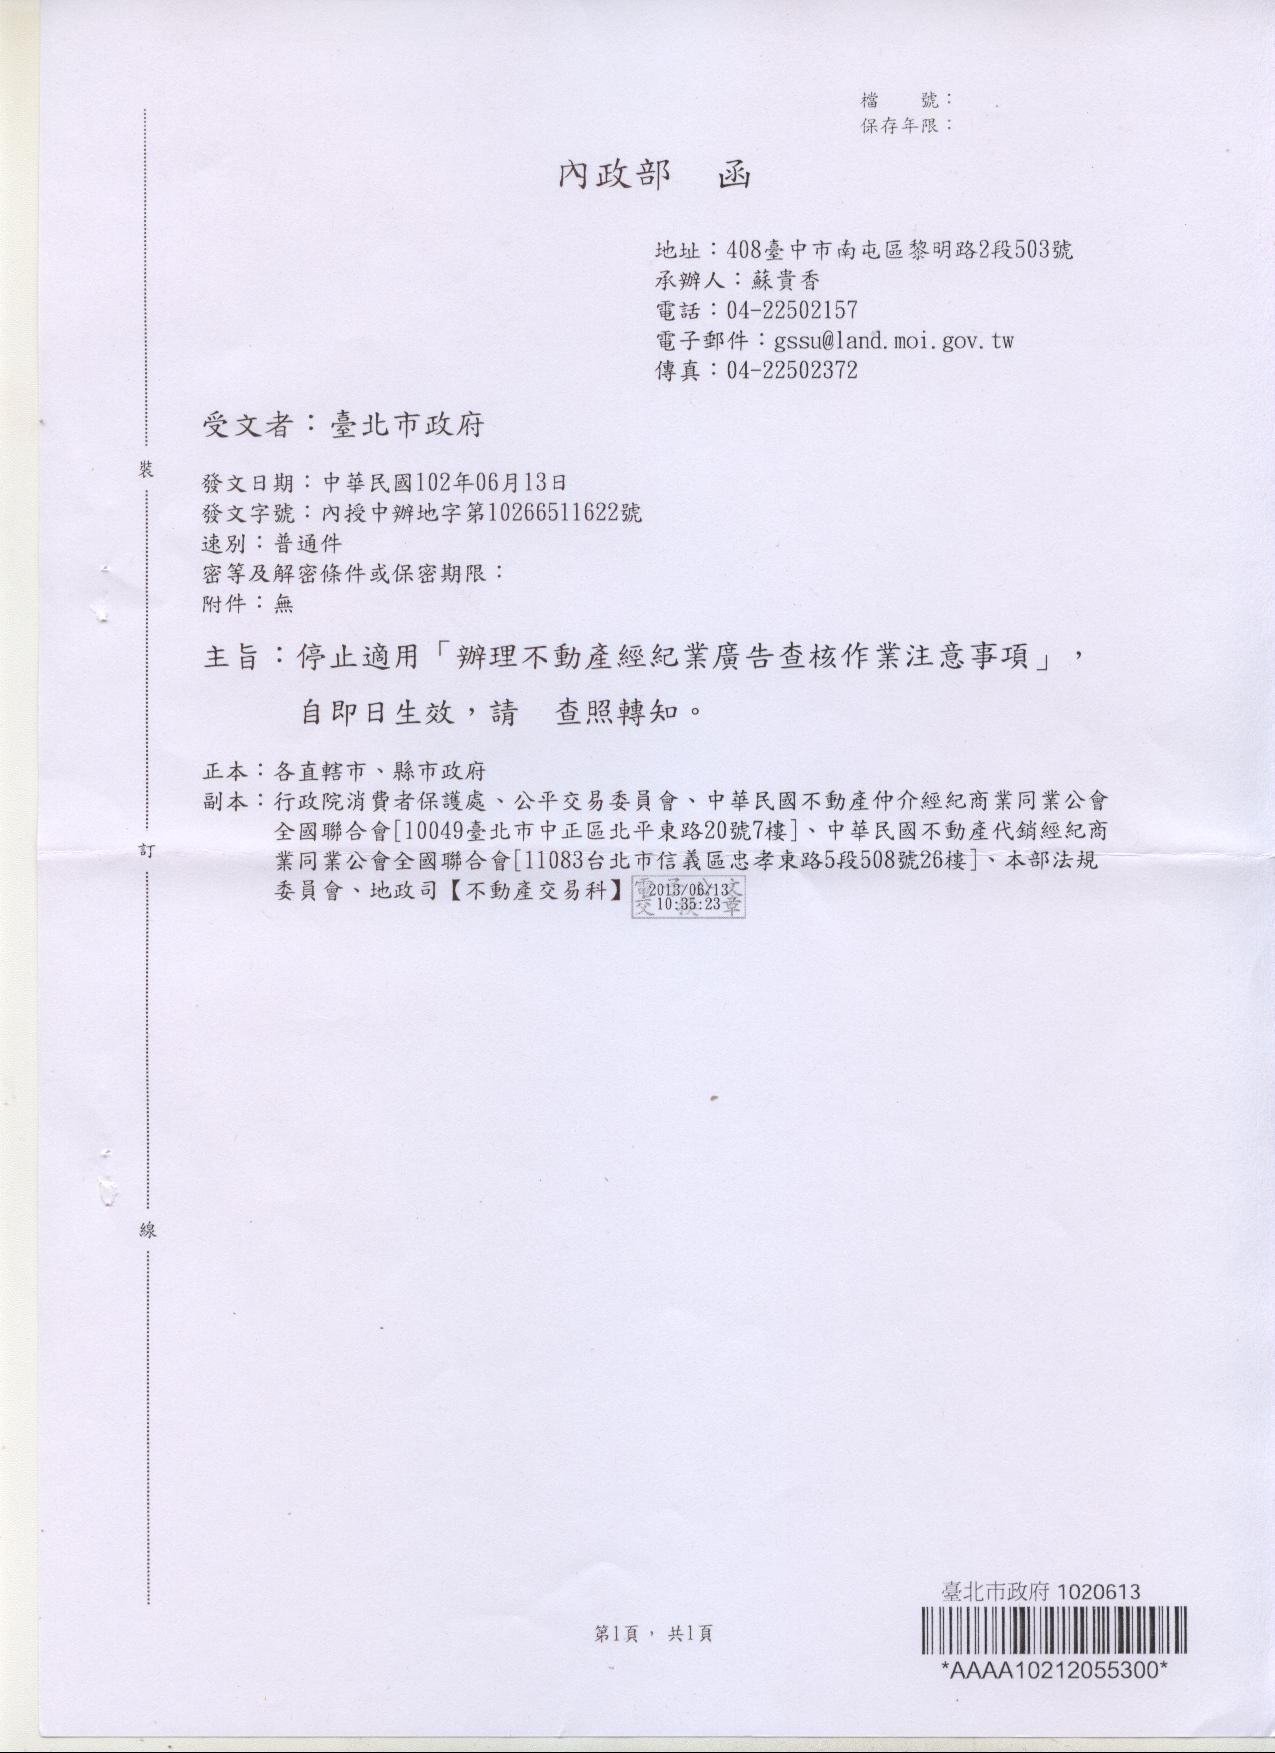 檔　　號：
保存年限：
內政部　函
地址：408臺中市南屯區黎明路2段503號
承辦人：蘇貴香
電話：04-22502157
電子郵件：gssu@land.moi.gov.tw
傳真：04-22502372
受文者：臺北市政府
發文日期：中華民國102年06月13日
發文字號：內授中辦地字第10266511622號
速別：普通件
密等及解密條件或保密期限：
附件：無
主旨：停止適用「辦理不動產經紀業廣告查核作業注意事項」，
自即日生效，請　查照轉知。
正本：各直轄市、縣市政府
副本：行政院消費者保護處、公平交易委員會、中華民國不動產仲介經紀商業同業公會
全國聯合會[10049臺北市中正區北平東路20號7樓]、中華民國不動產代銷經紀商
業同業公會全國聯合會[11083台北市信義區忠孝東路5段508號26樓]、本部法規
委員會、地政司【不動產交易科】
2013/06/13
10:35:23
裝
訂
線
第1頁，共1頁
臺北市政府 1020613
*AAAA10212055300*